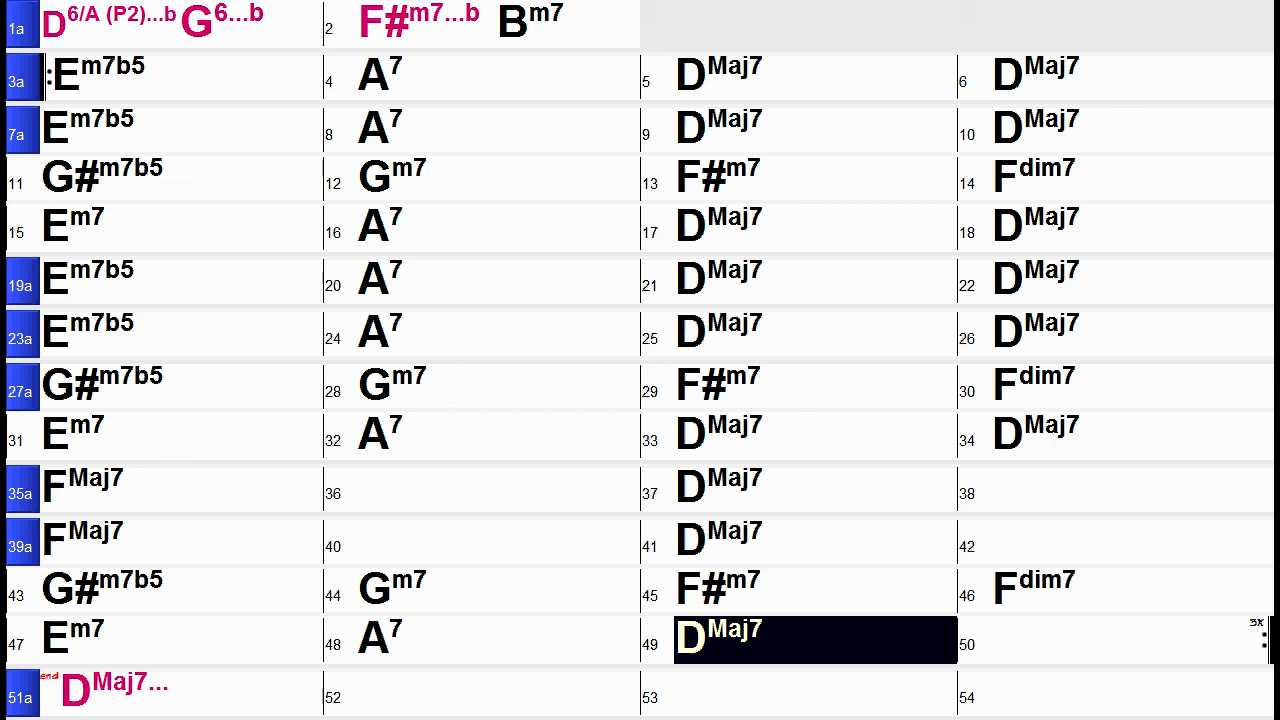 1a D6/A (P2)...b G6...b 2 F#m7...b Bm7
3a Em7b5 4 A7 5 DMaj7 6 DMaj7
7a Em7b5 8 A7 9 DMaj7 10 DMaj7
11 G#m7b5 12 Gm7 13 F#m7 14 Fdim7
15 Em7 16 A7 17 DMaj7 18 DMaj7
19a Em7b5 20 A7 21 DMaj7 22 DMaj7
23a Em7b5 24 A7 25 DMaj7 26 DMaj7
27a G#m7b5 28 Gm7 29 F#m7 30 Fdim7
31 Em7 32 A7 33 DMaj7 34 DMaj7
35a FMaj7 36 37 DMaj7 38
39a FMaj7 40 41 DMaj7 42
43 G#m7b5 44 Gm7 45 F#m7 46 Fdim7
47 Em7 48 A7 49 DMaj7 50 3X
51a end DMaj7... 52 53 54